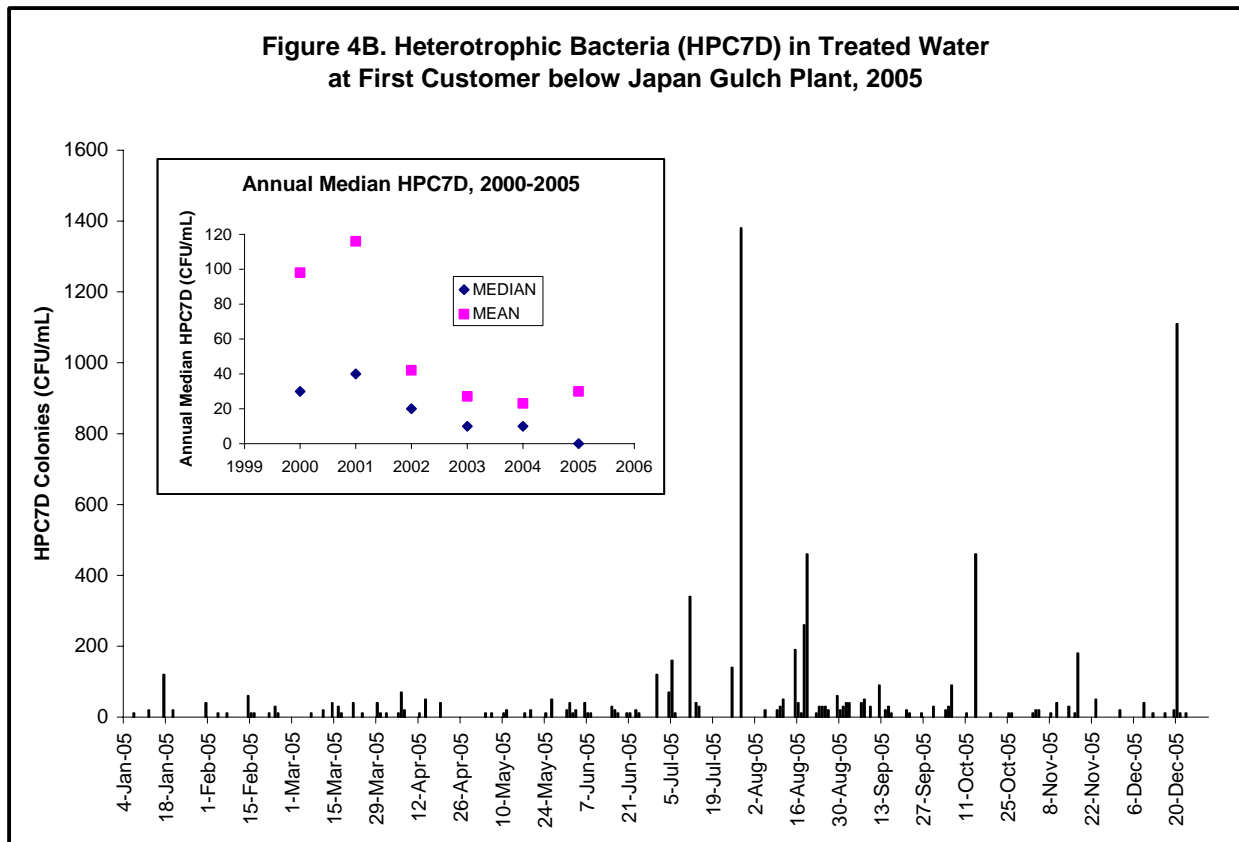 Figure 4B. Heterotrophic Bacteria (HPC7D) in Treated Water
at First Customer below Japan Gulch Plant, 2005
HPC7D Colonies (CFU/mL)
1600
1400
1200
1000
800
600
400
200
0
Annual Median HPC7D, 2000-2005
Annual Median HPC7D (CFU/mL)
120
100
80
60
40
20
0
MEDIAN
MEAN
1999 2000 2001 2002 2003 2004 2005 2006
4-Jan-05
18-Jan-05
1-Feb-05
15-Feb-05
1-Mar-05
15-Mar-05
29-Mar-05
12-Apr-05
26-Apr-05
10-May-05
24-May-05
7-Jun-05
21-Jun-05
5-Jul-05
19-Jul-05
2-Aug-05
16-Aug-05
30-Aug-05
13-Sep-05
27-Sep-05
11-Oct-05
25-Oct-05
8-Nov-05
22-Nov-05
6-Dec-05
20-Dec-05